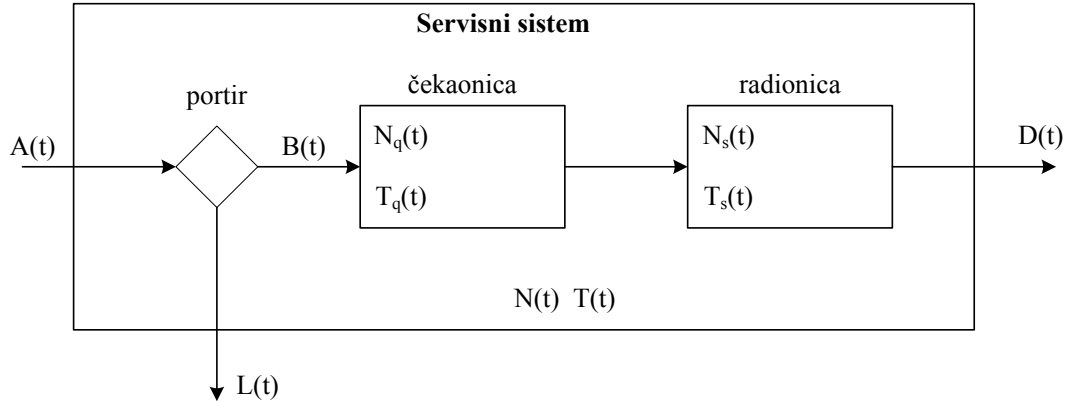 Servisni sistem
portir
čekaonica
radionica
A(t)
B(t)
N_q(t)
T_q(t)
N_s(t)
T_s(t)
D(t)
N(t) T(t)
L(t)